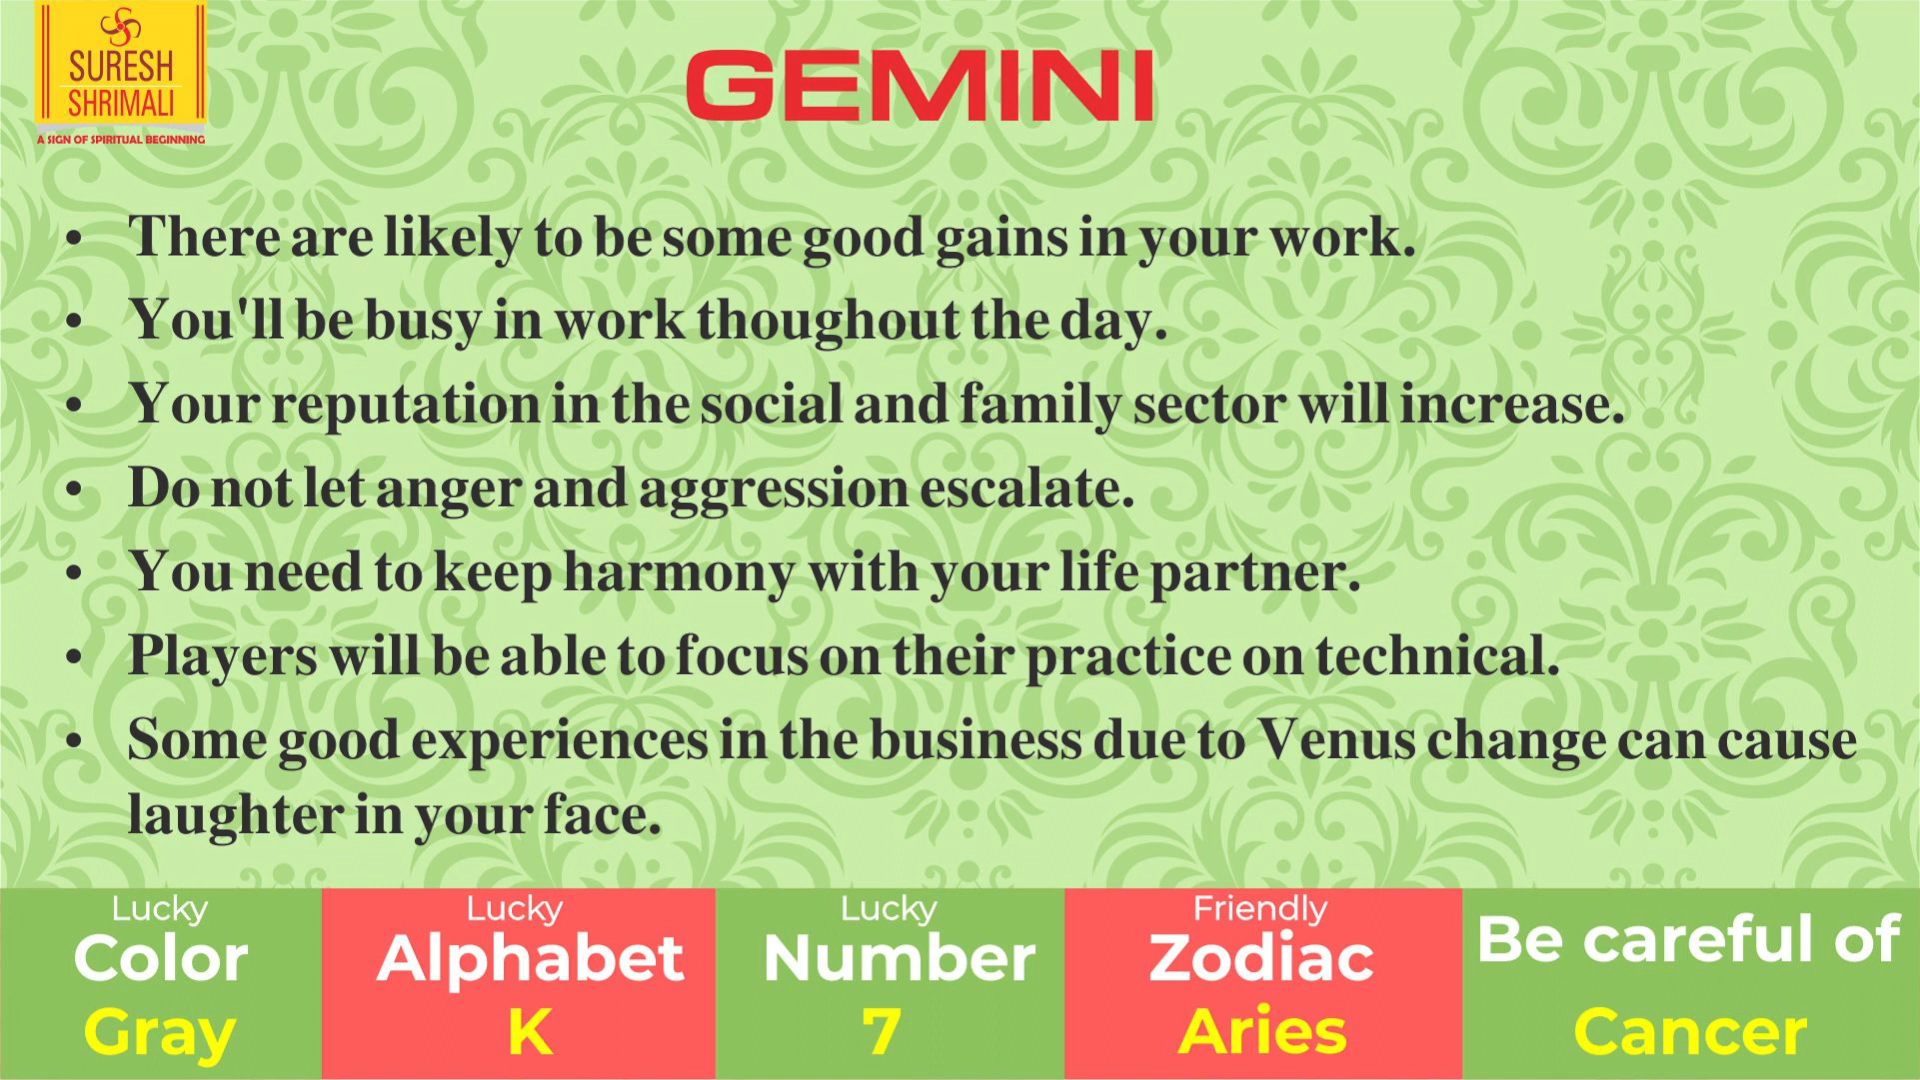 SURESH
SHRIMALI
A SIGN OF SPIRITUAL BEGINNING
GEMINI
• There are likely to be some good gains in your work.
• You'll be busy in work thoughout the day.
• Your reputation in the social and family sector will increase.
• Do not let anger and aggression escalate.
• You need to keep harmony with your life partner.
• Players will be able to focus on their practice on technical.
• Some good experiences in the business due to Venus change can cause
laughter in your face.
Lucky
Color
Gray
Lucky
Alphabet
K
Lucky
Number
7
Friendly
Zodiac
Aries
Be careful of
Cancer